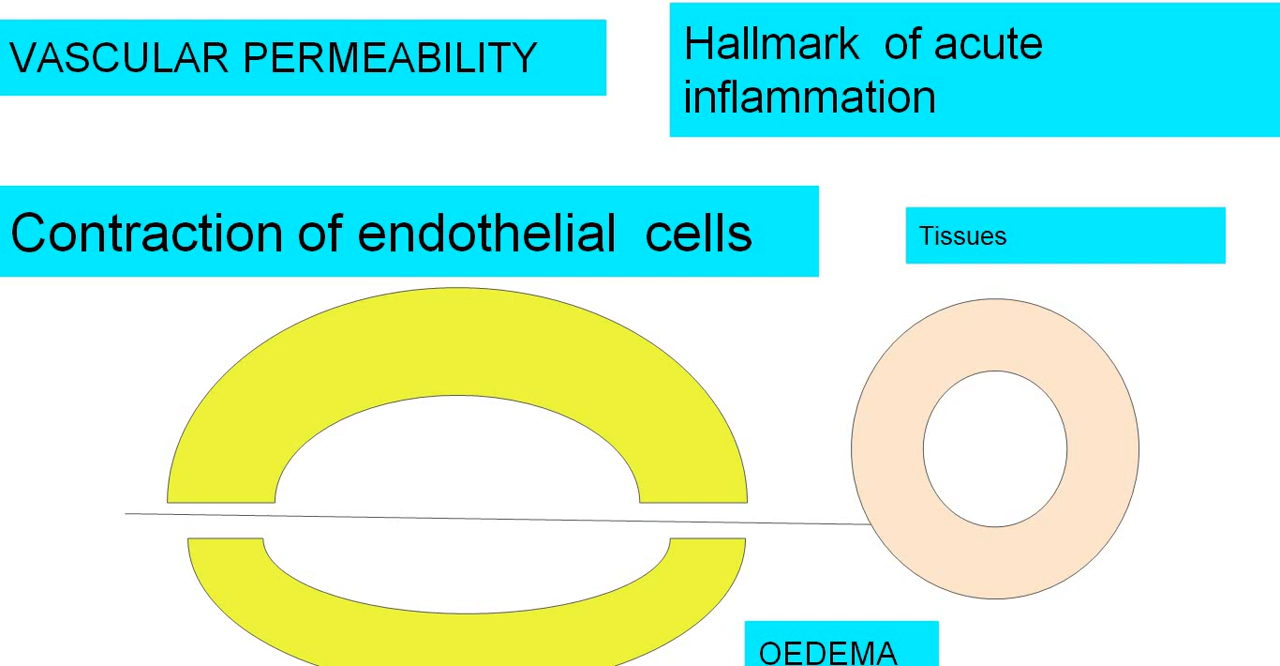 VASCULAR PERMEABILITY
Hallmark  of acute
inflammation
Contraction of endothelial  cells
Tissues
OEDEMA